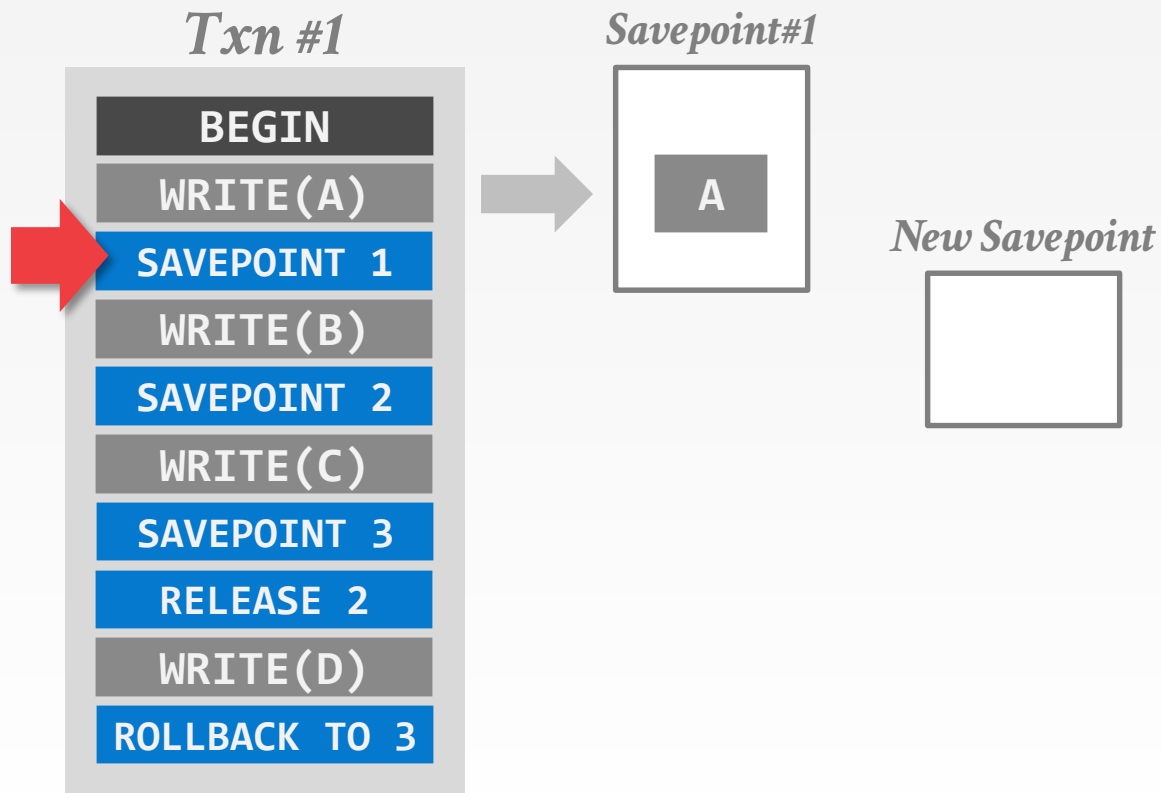 Txn #1
BEGIN
WRITE(A)
SAVEPOINT 1
WRITE(B)
SAVEPOINT 2
WRITE(C)
SAVEPOINT 3
RELEASE 2
WRITE(D)
ROLLBACK TO 3
Savepoint#1
A
New Savepoint